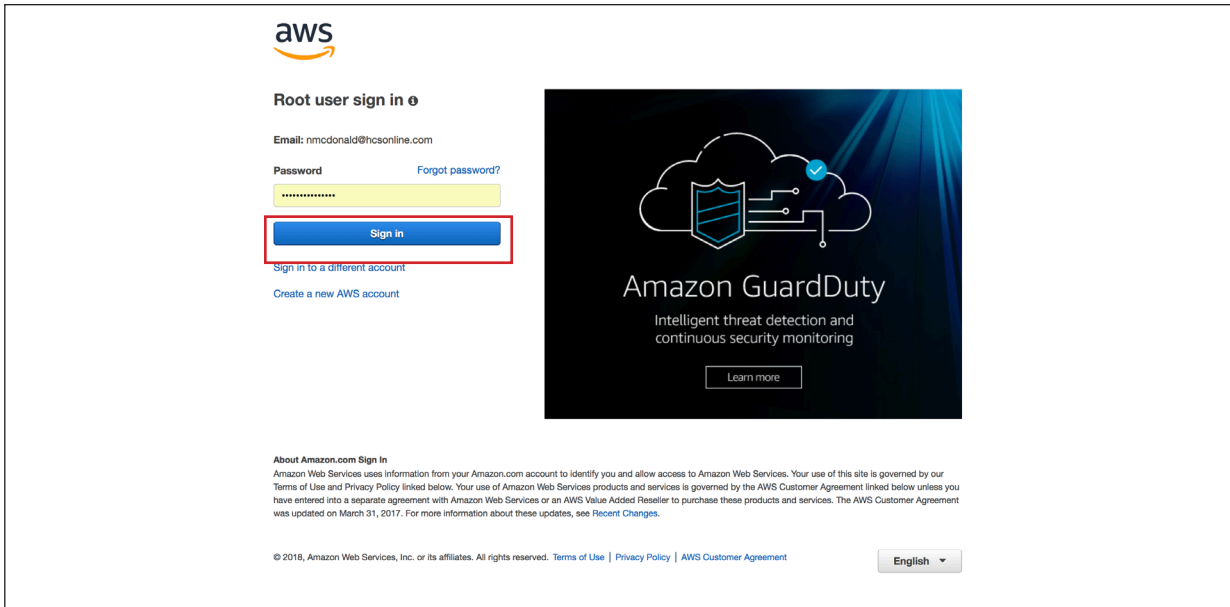 aws
Root user sign in
Email: nmcdonald@hcsonline.com
Password Forgot password?
••••••••••••••
Sign in
Sign in to a different account
Create a new AWS account
Amazon GuardDuty
Intelligent threat detection and
continuous security monitoring
Learn more
About Amazon.com Sign In
Amazon Web Services uses information from your Amazon.com account to identify you and allow access to Amazon Web Services. Your use of this site is governed by our
Terms of Use and Privacy Policy linked below. Your use of Amazon Web Services products and services is governed by the AWS Customer Agreement linked below unless you
have entered into a separate agreement with Amazon Web Services or an AWS Value Added Reseller to purchase these products and services. The AWS Customer Agreement
was updated on March 31, 2017. For more information about these updates, see Recent Changes.
© 2018, Amazon Web Services, Inc. or its affiliates. All rights reserved. Terms of Use | Privacy Policy | AWS Customer Agreement
English